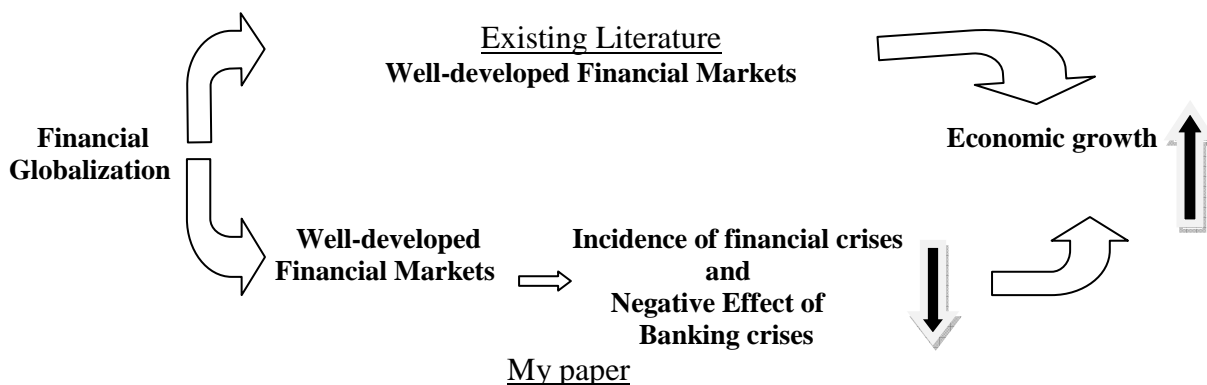 Existing Literature
Well-developed Financial Markets
Financial
Globalization
Economic growth
Well-developed
Financial Markets
Incidence of financial crises
and
Negative Effect of
Banking crises
My paper